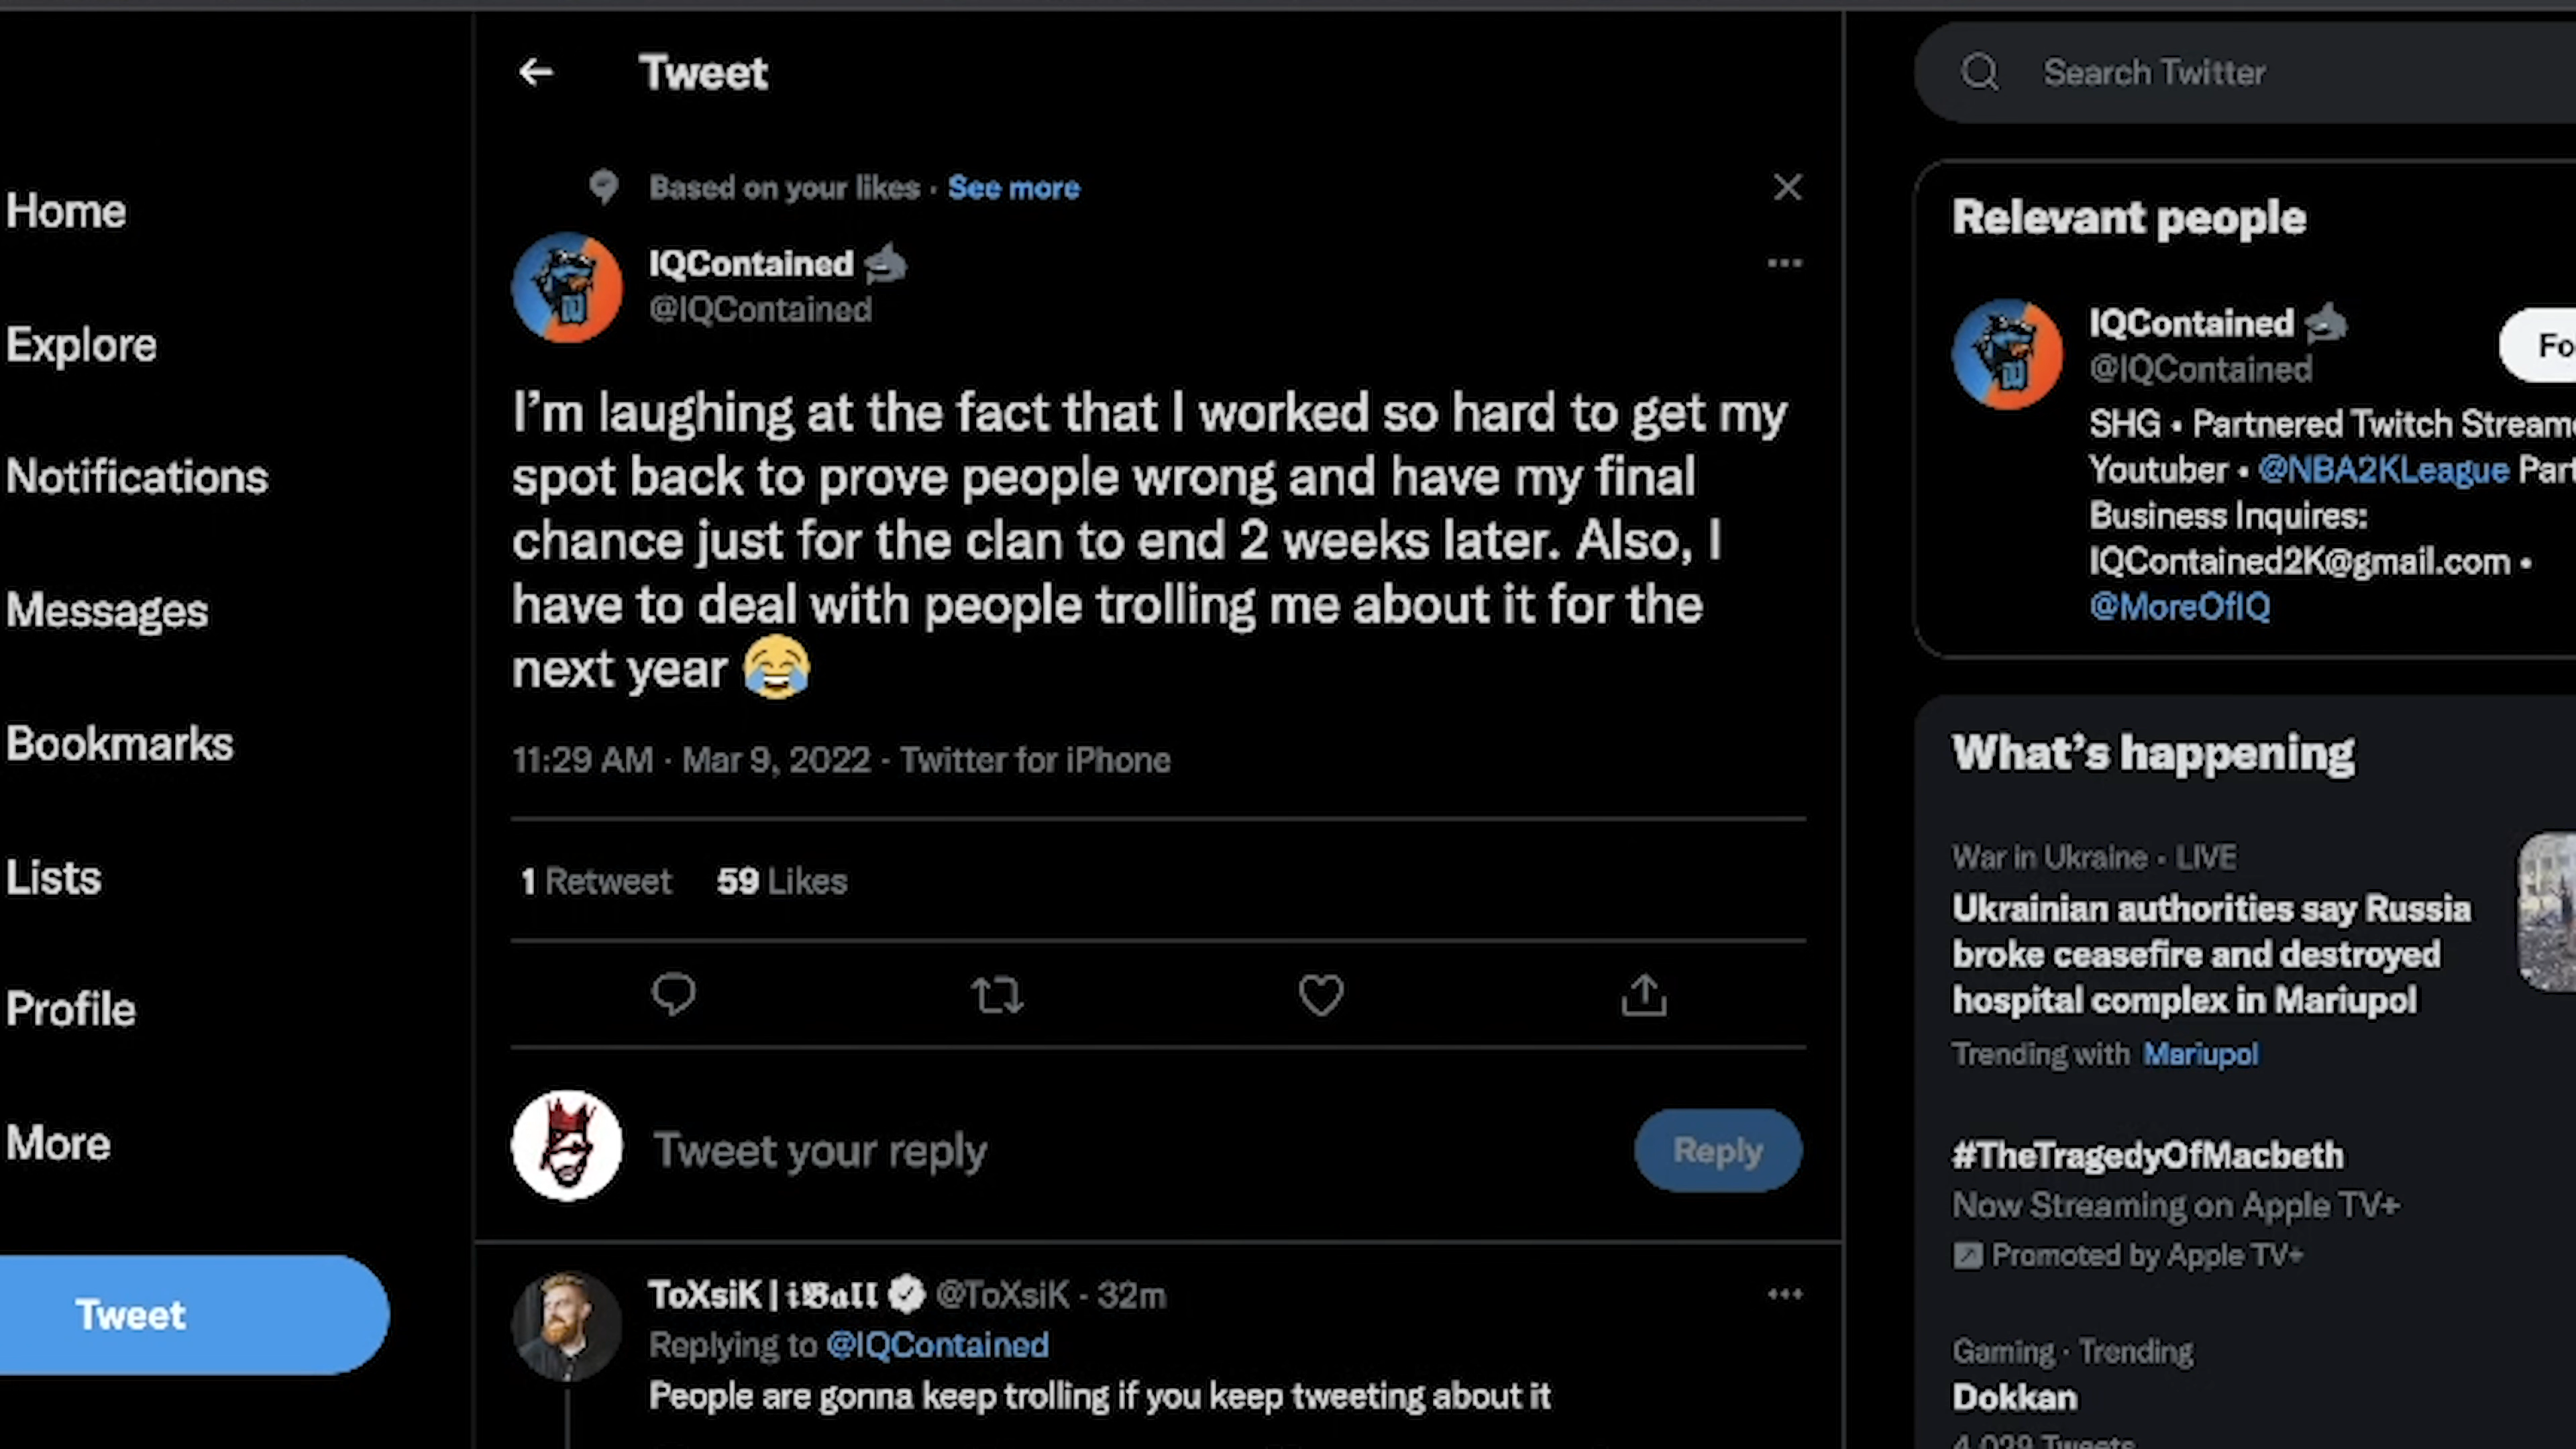 Home
Explore
Notifications
Messages
Bookmarks
Lists
Profile
More
Tweet
Tweet
Based on your likes · See more
IQContained
@IQContained
I’m laughing at the fact that I worked so hard to get my
spot back to prove people wrong and have my final
chance just for the clan to end 2 weeks later. Also, I
have to deal with people trolling me about it for the
next year 😂
11:29 AM · Mar 9, 2022 · Twitter for iPhone
1 Retweet 59 Likes
Tweet your reply
Reply
ToXsiK | 𝖎𝕭𝖆𝖑𝖑 @ToXsiK · 32m
Replying to @IQContained
People are gonna keep trolling if you keep tweeting about it
Search Twitter
Relevant people
IQContained
@IQContained
Fo
SHG • Partnered Twitch Streame
Youtuber • @NBA2KLeague Part
Business Inquires:
IQContained2K@gmail.com •
@MoreOfIQ
What’s happening
War in Ukraine · LIVE
Ukrainian authorities say Russia
broke ceasefire and destroyed
hospital complex in Mariupol
Trending with Mariupol
#TheTragedyOfMacbeth
Now Streaming on Apple TV+
Promoted by Apple TV+
Gaming · Trending
Dokkan
4,029 Tweets